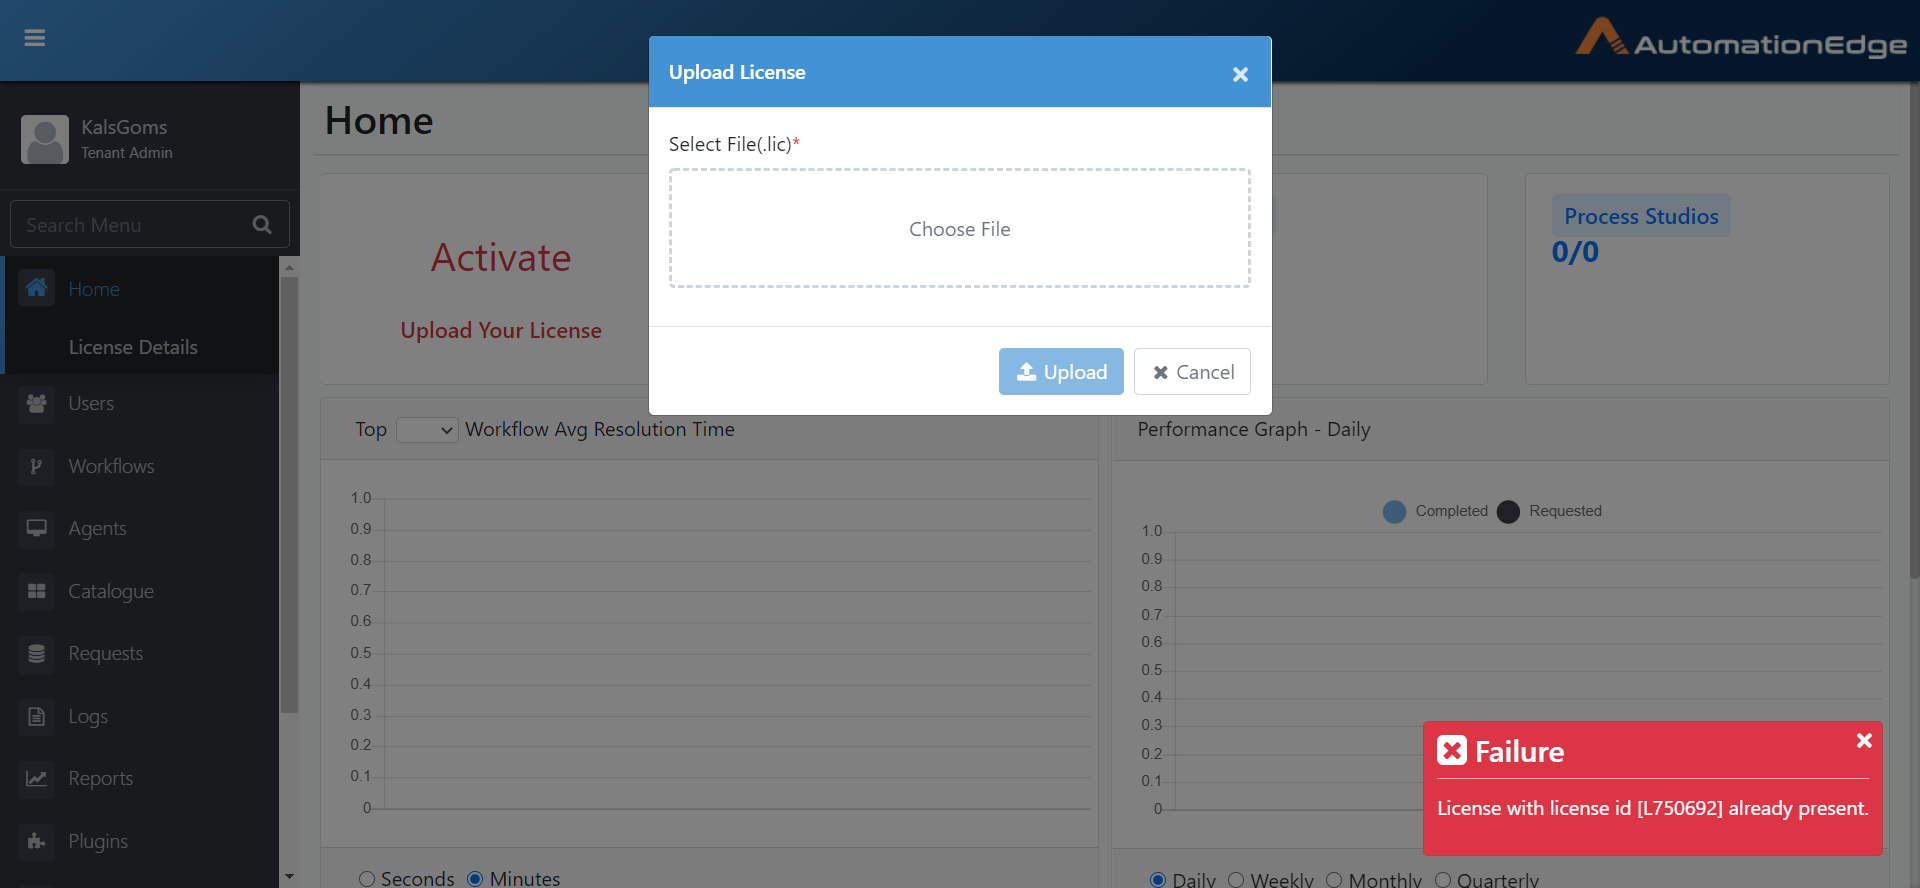 AutomationEdge
Upload License
KalsGoms
Tenant Admin
Home
Select File(.lic)*
Choose File
Search Menu
Activate
Upload Your License
Process Studios
0/0
Upload
Cancel
Home
License Details
Users
Workflows
Agents
Catalogue
Requests
Logs
Reports
Plugins
Top Workflow Avg Resolution Time
1.0
0.9
0.8
0.7
0.6
0.5
0.4
0.3
0.2
0.1
0
Seconds Minutes
Performance Graph - Daily
Completed Requested
1.0
0.9
0.8
0.7
0.6
0.5
0.4
0.3
0.2
0.1
0
Daily Weekly Monthly Quarterly
Failure
License with license id [L750692] already present.